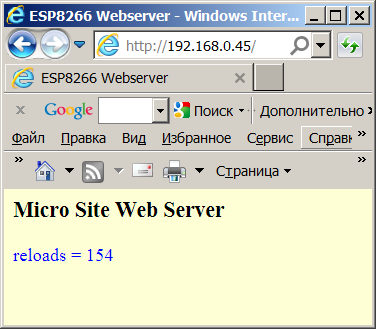 ESP8266 Webserver - Windows Inter...
http://192.168.0.45/
ESP8266 Webserver
Google Поиск Дополнительно
Файл Правка Вид Избранное Сервис Справк
Страница
Micro Site Web Server
reloads = 154